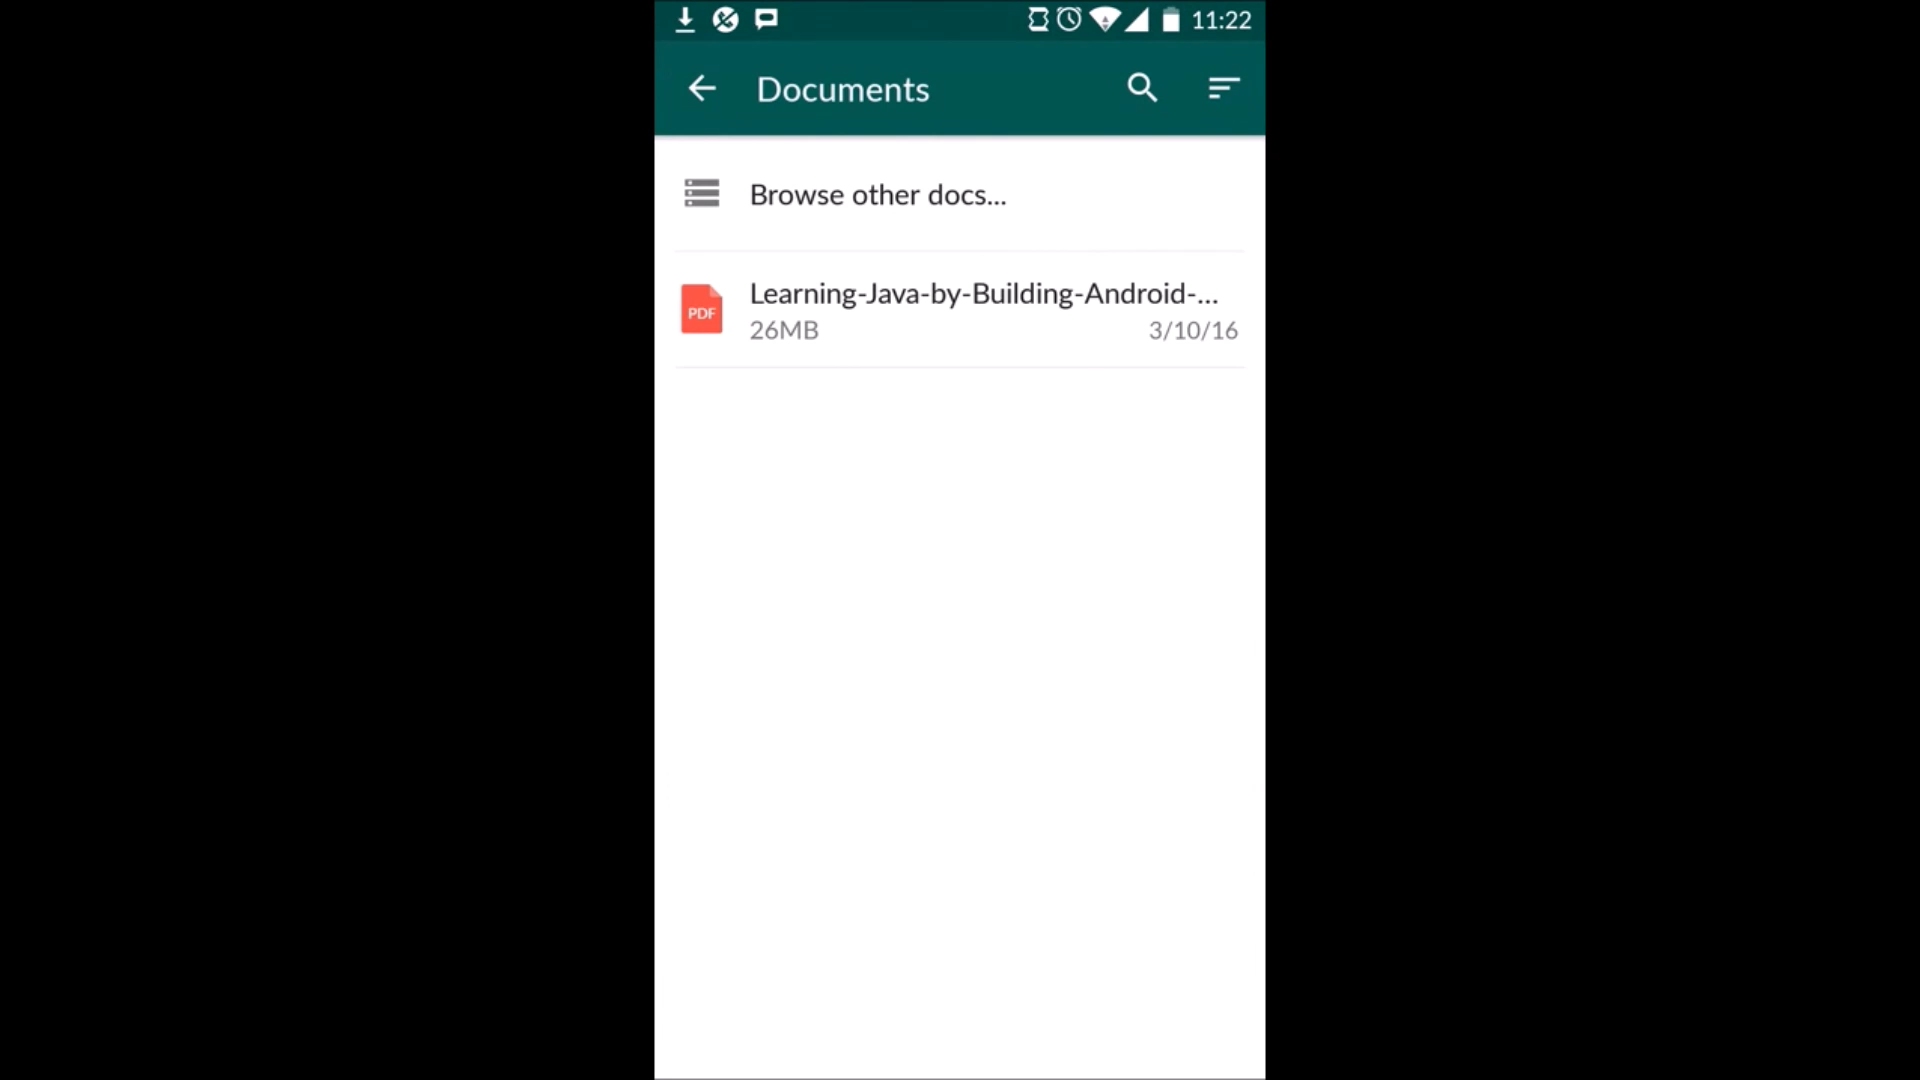 11:22
Documents
Browse other docs...
Learning-Java-by-Building-Android-...
PDF
26MB 3/10/16